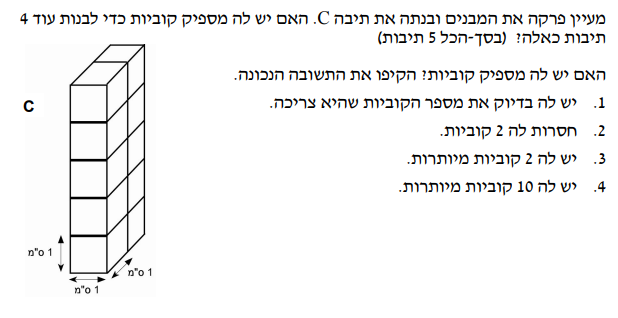 מעיין פרקה את המבנים ובנתה את תיבה C. האם יש לה מספיק קוביות כדי לבנות עוד 4
תיבות כאלה? (בסך-הכל 5 תיבות)
האם יש לה מספיק קוביות? הקיפו את התשובה הנכונה.
1. יש לה בדיוק את מספר הקוביות שהיא צריכה.
2. חסרות לה 2 קוביות.
3. יש לה 2 קוביות מיותרות.
4. יש לה 10 קוביות מיותרות.
C
1 ס"מ
1 ס"מ
1 ס"מ